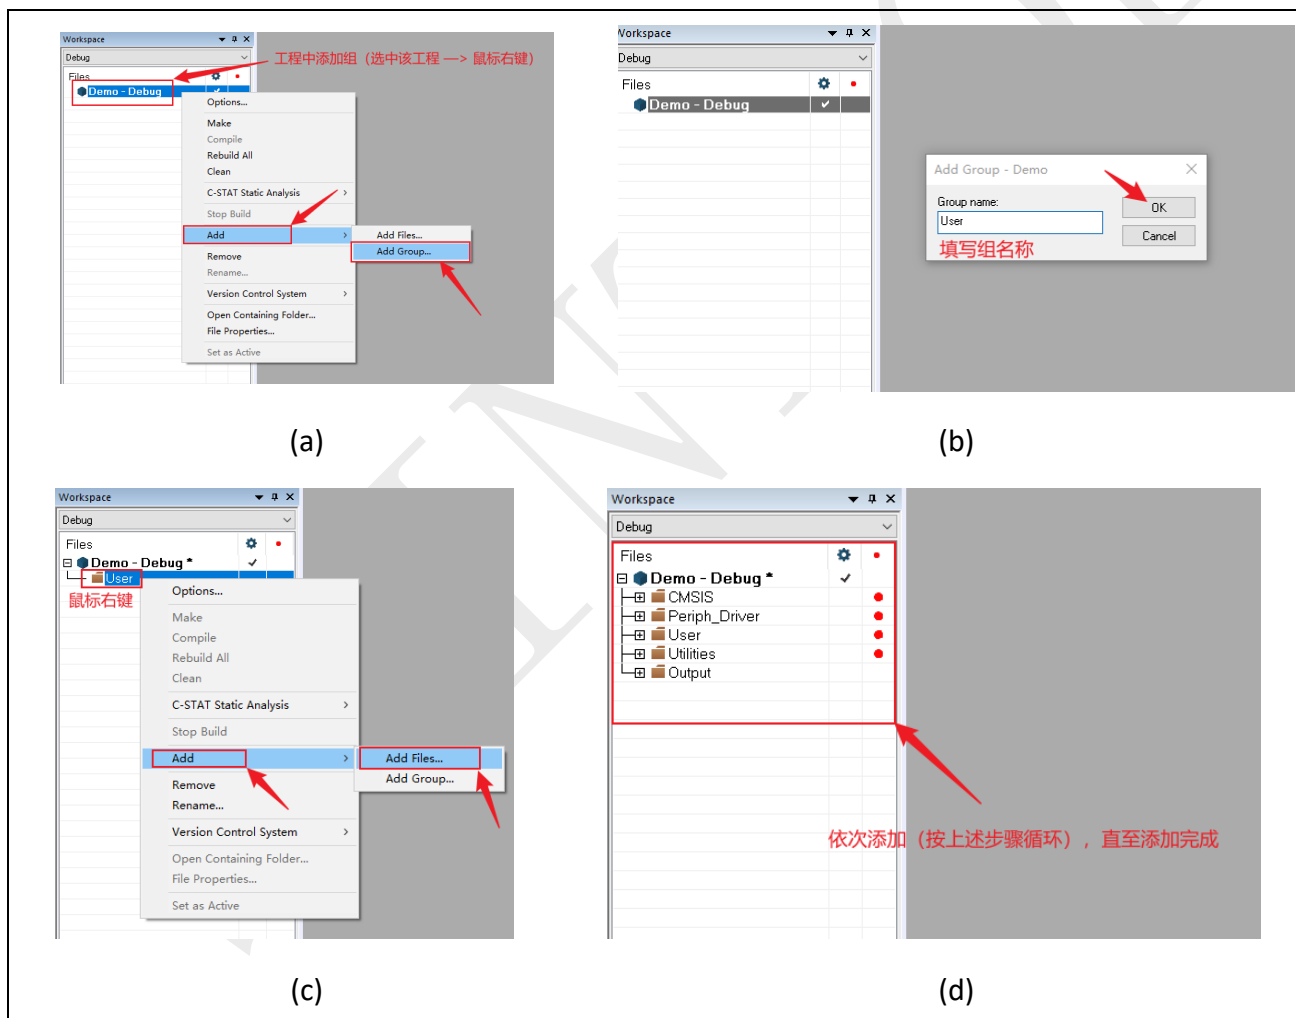 Workspace
Debug
工程中添加组（选中该工程 —> 鼠标右键）
Files
Demo - Debug
Options...
Make
Compile
Rebuild All
Clean
C-STAT Static Analysis
Stop Build
Add
Add Files...
Add Group...
Remove
Rename...
Version Control System
Open Containing Folder...
File Properties...
Set as Active
(a)
Workspace
Debug
Files
Demo - Debug
Add Group - Demo
Group name:
User
OK
Cancel
填写组名称
(b)
Workspace
Debug
Files
Demo - Debug *
User
鼠标右键
Options...
Make
Compile
Rebuild All
Clean
C-STAT Static Analysis
Stop Build
Add
Add Files...
Add Group...
Remove
Rename...
Version Control System
Open Containing Folder...
File Properties...
Set as Active
(c)
Workspace
Debug
Files
Demo - Debug *
CMSIS
Periph_Driver
User
Utilities
Output
依次添加（按上述步骤循环），直至添加完成
(d)